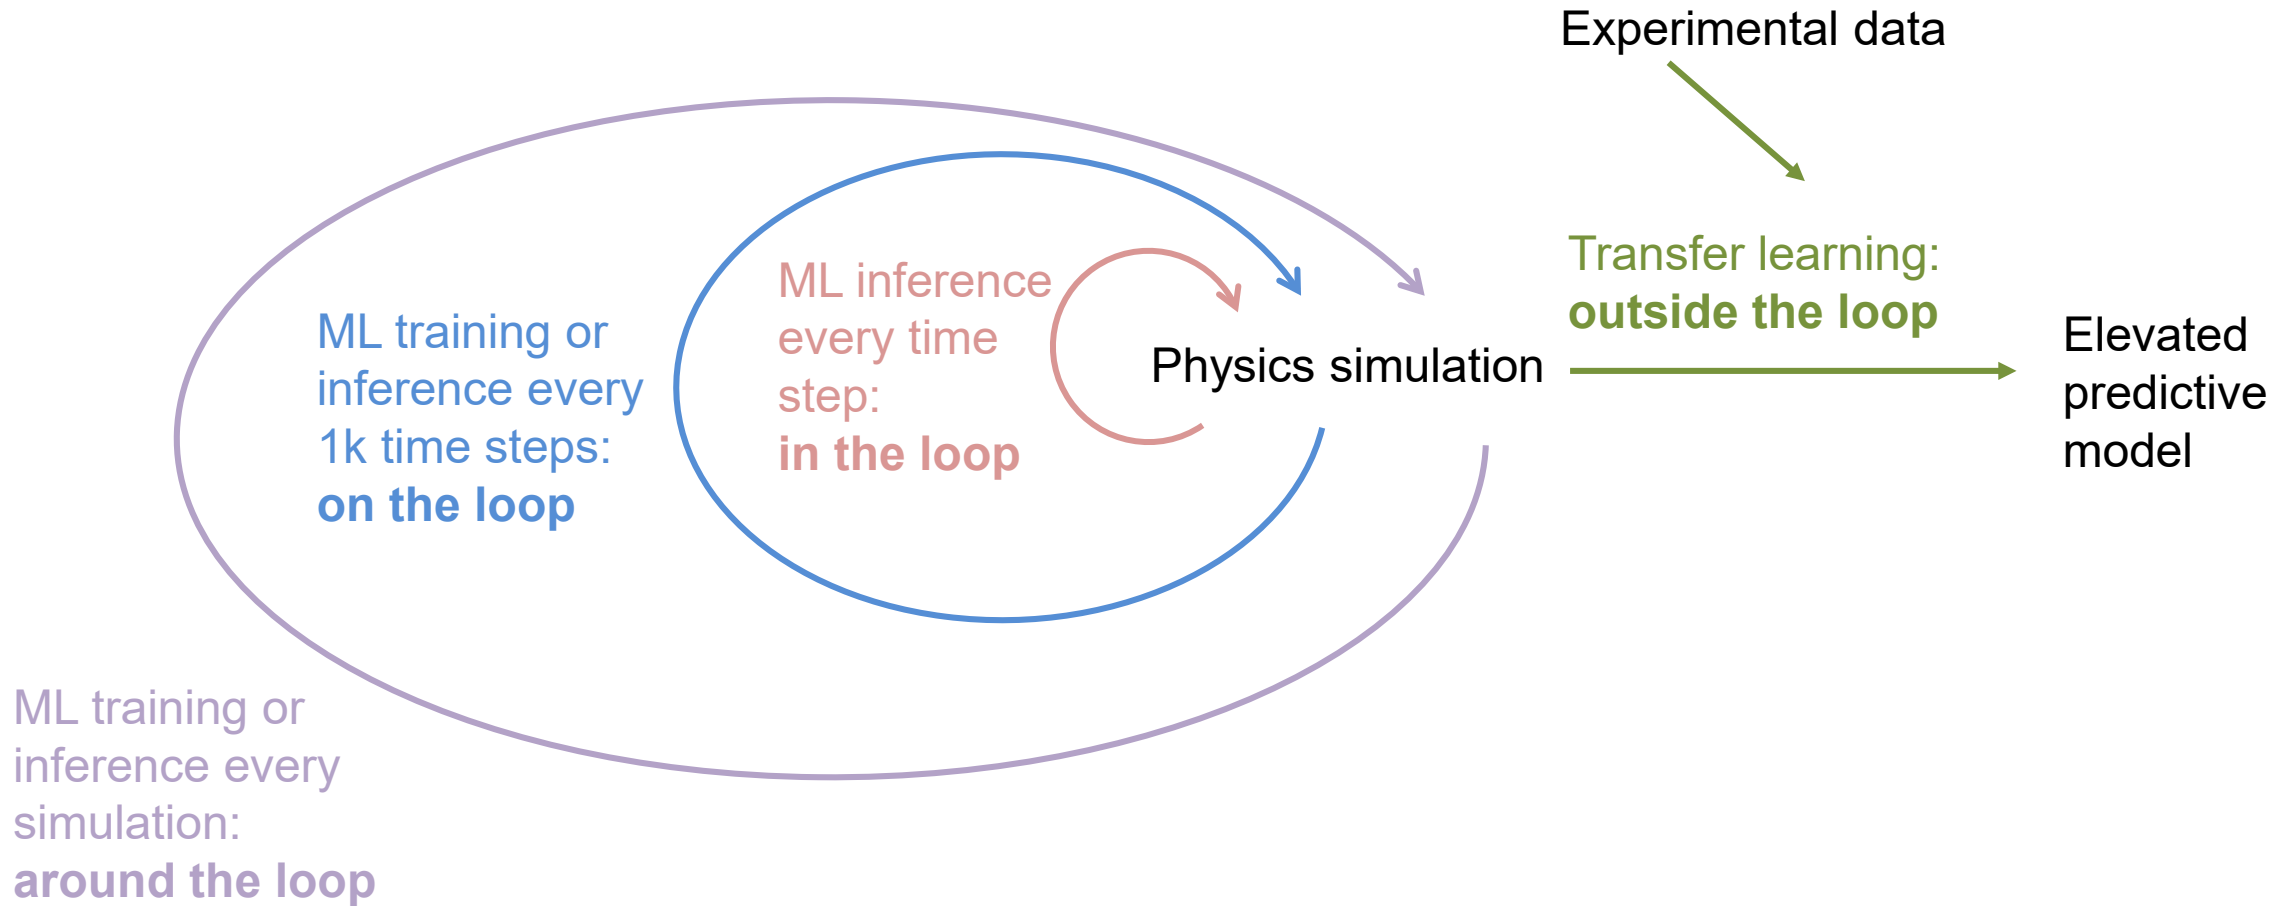 Experimental data
Transfer learning:
outside the loop
ML inference
every time
step:
in the loop
ML training or
inference every
1k time steps:
on the loop
Physics simulation
Elevated
predictive
model
ML training or
inference every
simulation:
around the loop